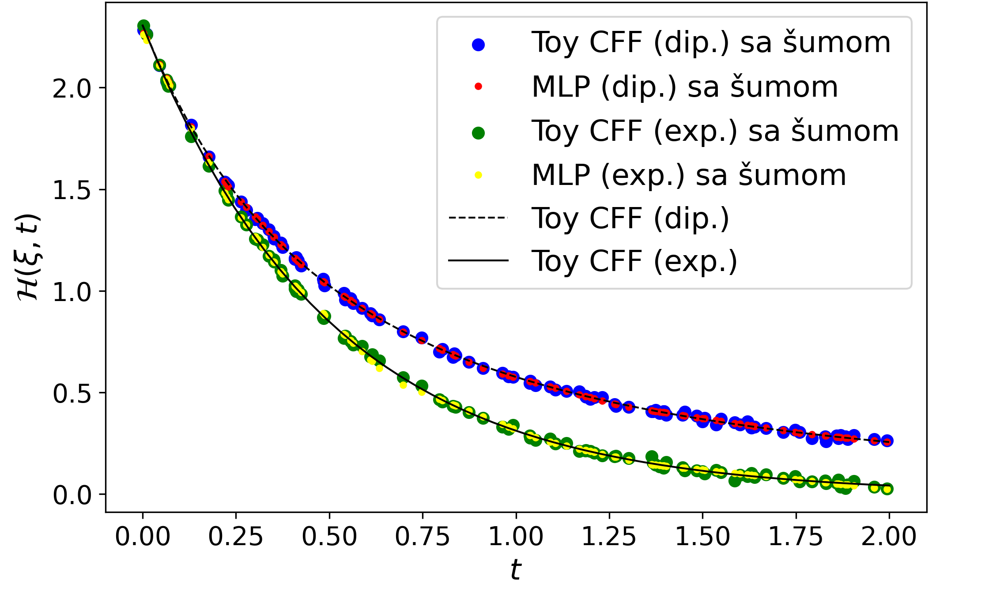 Toy CFF (dip.) sa šumom
MLP (dip.) sa šumom
Toy CFF (exp.) sa šumom
MLP (exp.) sa šumom
Toy CFF (dip.)
Toy CFF (exp.)
ℋ(ξ, t)
2.0
1.5
1.0
0.5
0.0
0.00 0.25 0.50 0.75 1.00 1.25 1.50 1.75 2.00
t